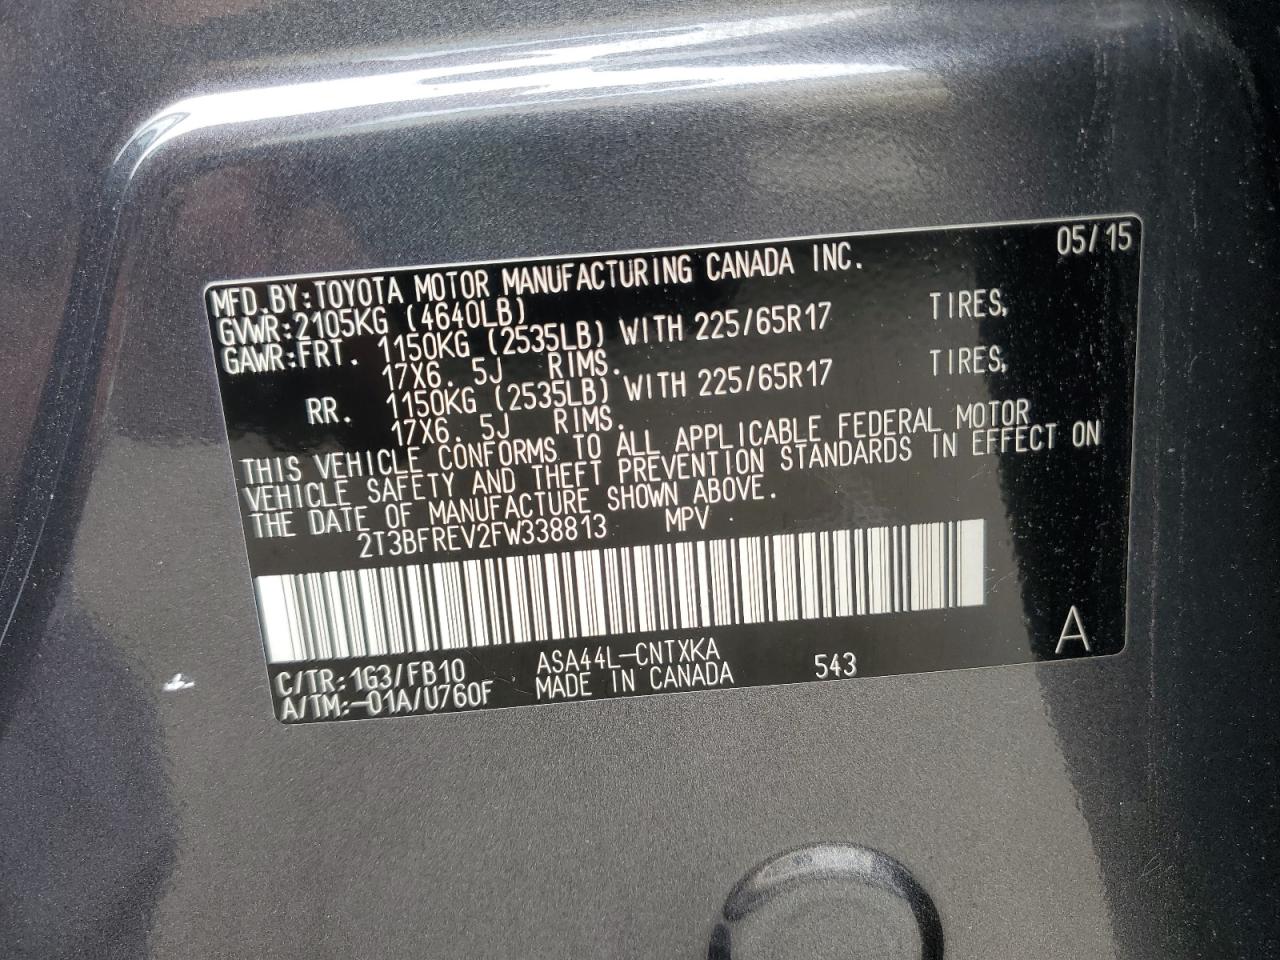 MFD.BY:TOYOTA MOTOR MANUFACTURING CANADA INC. 05/15
GVWR:2105KG (4640LB)
GAWR:FRT. 1150KG (2535LB) WITH 225/65R17 TIRES,
17X6. 5J RIMS.
RR. 1150KG (2535LB) WITH 225/65R17 TIRES,
17X6. 5J RIMS.
THIS VEHICLE CONFORMS TO ALL APPLICABLE FEDERAL MOTOR
VEHICLE SAFETY AND THEFT PREVENTION STANDARDS IN EFFECT ON
THE DATE OF MANUFACTURE SHOWN ABOVE.
2T3BFREV2FW338813 MPV
C/TR:1G3/FB10 ASA44L-CNTXKA A
A/TM:-01A/U760F MADE IN CANADA 543